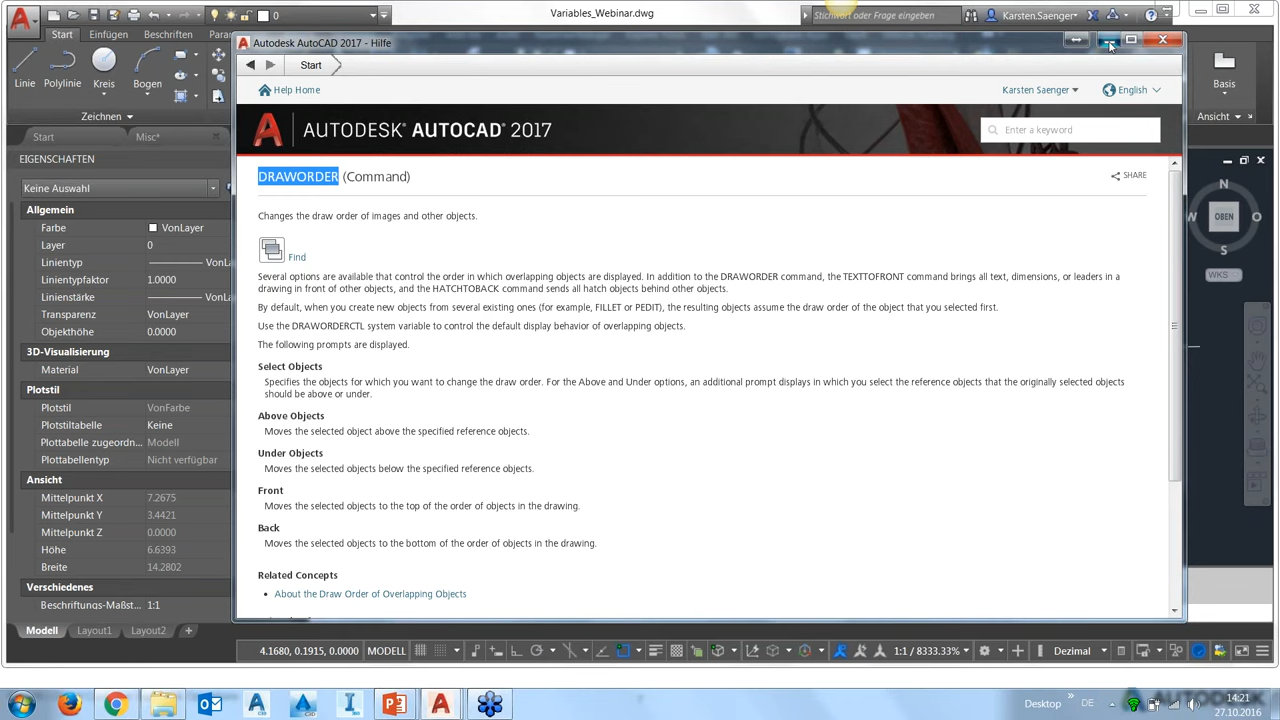 Variables_Webinar.dwg
0
Stichwort oder Frage eingeben
Karsten.Saenger
Start Einfügen Beschriften Para
Linie Polylinie Kreis Bogen
Zeichnen
Basis
Ansicht
Start Misc*
Autodesk AutoCAD 2017 - Hilfe
Start
Help Home
Karsten Saenger
English
AUTODESK® AUTOCAD® 2017
Enter a keyword
DRAWORDER (Command)
SHARE
Changes the draw order of images and other objects.
Find
Several options are available that control the order in which overlapping objects are displayed. In addition to the DRAWORDER command, the TEXTTOFRONT command brings all text, dimensions, or leaders in a
drawing in front of other objects, and the HATCHTOBACK command sends all hatch objects behind other objects.
By default, when you create new objects from several existing ones (for example, FILLET or PEDIT), the resulting objects assume the draw order of the object that you selected first.
Use the DRAWORDERCTL system variable to control the default display behavior of overlapping objects.
The following prompts are displayed.
Select Objects
Specifies the objects for which you want to change the draw order. For the Above and Under options, an additional prompt displays in which you select the reference objects that the originally selected objects
should be above or under.
Above Objects
Moves the selected object above the specified reference objects.
Under Objects
Moves the selected objects below the specified reference objects.
Front
Moves the selected objects to the top of the order of objects in the drawing.
Back
Moves the selected objects to the bottom of the order of objects in the drawing.
Related Concepts
About the Draw Order of Overlapping Objects
EIGENSCHAFTEN
Keine Auswahl
Allgemein
Farbe VonLayer
Layer 0
Linientyp VonLa
Linientypfaktor 1.0000
Linienstärke VonLa
Transparenz VonLayer
Objekthöhe 0.0000
3D-Visualisierung
Material VonLayer
Plotstil
Plotstil VonFarbe
Plotstiltabelle Keine
Plottabelle zugeordn... Modell
Plottabellentyp Nicht verfügbar
Ansicht
Mittelpunkt X 7.2675
Mittelpunkt Y 3.4421
Mittelpunkt Z 0.0000
Höhe 6.6393
Breite 14.2802
Verschiedenes
Beschriftungs-Maßst... 1:1
N
W OBEN O
S
WKS
Modell Layout1 Layout2
4.1680, 0.1915, 0.0000 MODELL
1:1 / 8333.33%
Dezimal
Desktop
DE
14:21
27.10.2016